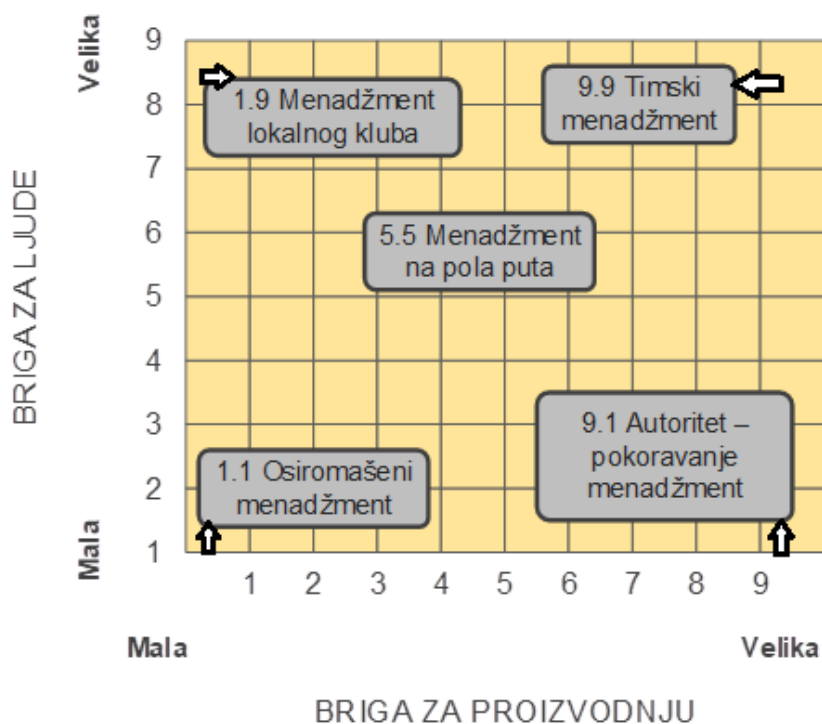 Velika
9
8
7
6
5
4
3
2
1
Mala
BRIGA ZA LJUDE
1.9 Menadžment
lokalnog kluba
9.9 Timski
menadžment
5.5 Menadžment
na pola puta
1.1 Osiromašeni
menadžment
9.1 Autoritet –
pokoravanje
menadžment
1 2 3 4 5 6 7 8 9
Mala Velika
BRIGA ZA PROIZVODNJU